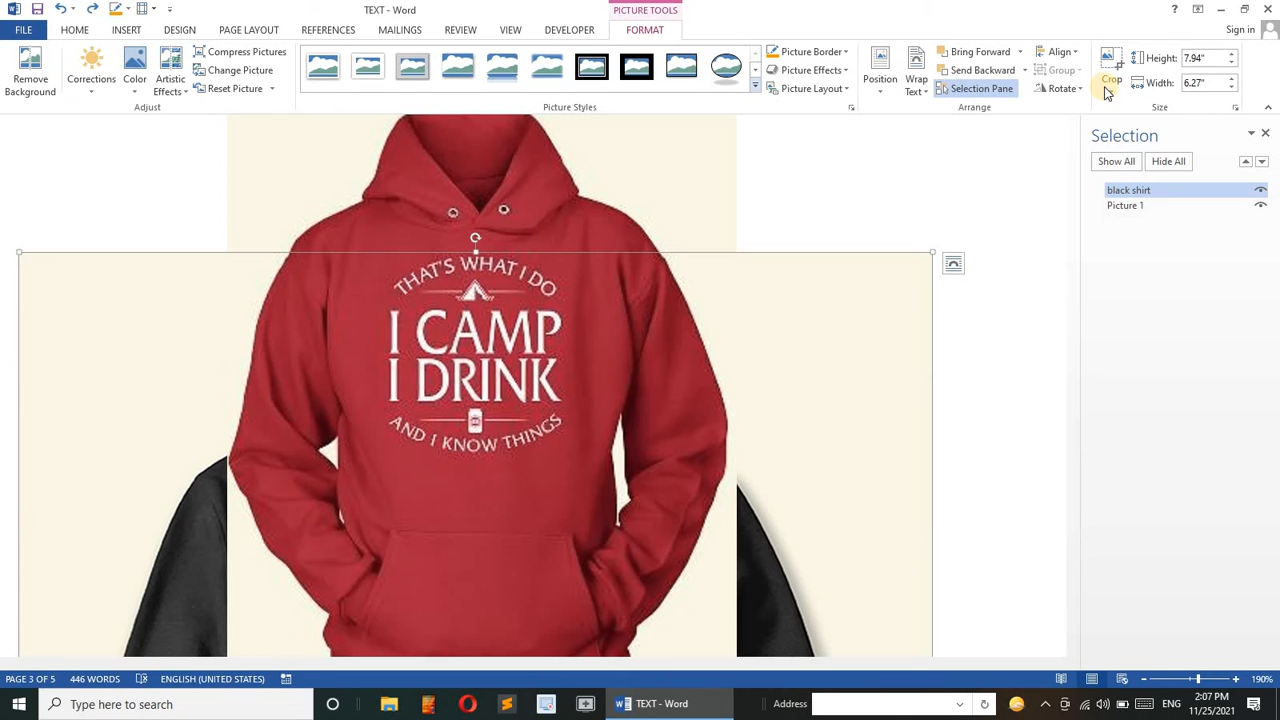 TEXT - Word
PICTURE TOOLS
? Sign in
FILE HOME INSERT DESIGN PAGE LAYOUT REFERENCES MAILINGS REVIEW VIEW DEVELOPER FORMAT
Remove Background
Corrections
Color
Artistic Effects
Compress Pictures
Change Picture
Reset Picture
Adjust
Picture Styles
Picture Border
Picture Effects
Picture Layout
Position
Wrap Text
Bring Forward
Send Backward
Selection Pane
Align
Group
Rotate
Arrange
Crop
Height: 7.94"
Width: 6.27"
Size
Selection
Show All Hide All
black shirt
Picture 1
THAT'S WHAT I DO
I CAMP
I DRINK
AND I KNOW THINGS
PAGE 3 OF 5 446 WORDS ENGLISH (UNITED STATES) 190%
Type here to search
TEXT - Word
Address
ENG
2:07 PM
11/25/2021